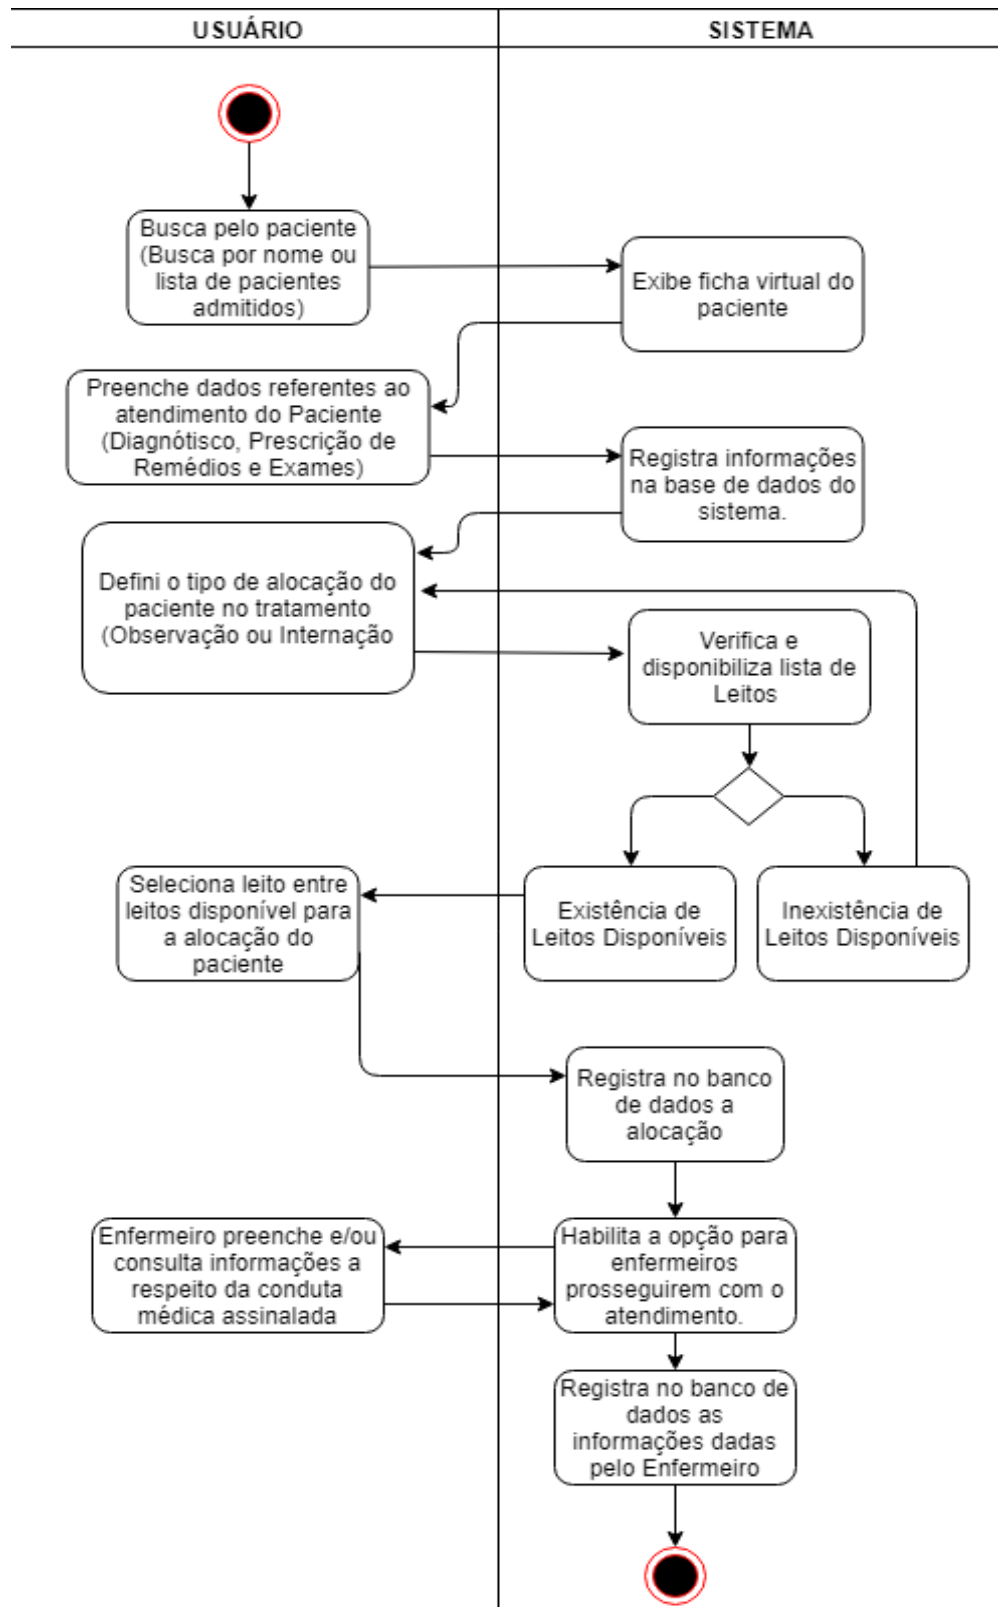 USUÁRIO
SISTEMA
Busca pelo paciente
(Busca por nome ou
lista de pacientes
admitidos)
Exibe ficha virtual do
paciente
Preenche dados referentes ao
atendimento do Paciente
(Diagnótisco, Prescrição de
Remédios e Exames)
Registra informações
na base de dados do
sistema.
Defini o tipo de alocação do
paciente no tratamento
(Observação ou Internação
Verifica e
disponibiliza lista de
Leitos
Existência de
Leitos Disponíveis
Inexistência de
Leitos Disponíveis
Seleciona leito entre
leitos disponível para
a alocação do
paciente
Registra no banco
de dados a
alocação
Habilita a opção para
enfermeiros
prosseguirem com o
atendimento.
Enfermeiro preenche e/ou
consulta informações a
respeito da conduta
médica assinalada
Registra no banco de
dados as
informações dadas
pelo Enfermeiro